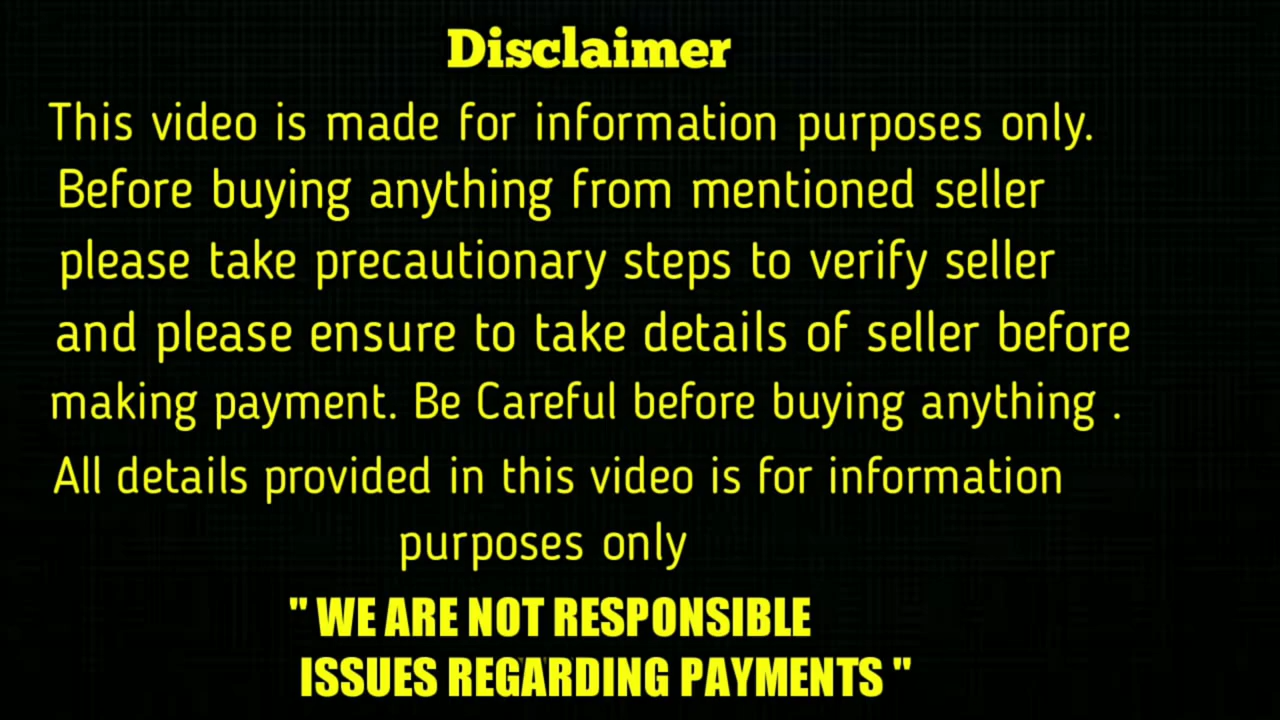 Disclaimer
This video is made for information purposes only.
Before buying anything from mentioned seller
please take precautionary steps to verify seller
and please ensure to take details of seller before
making payment. Be Careful before buying anything .
All details provided in this video is for information
purposes only
" WE ARE NOT RESPONSIBLE
ISSUES REGARDING PAYMENTS "